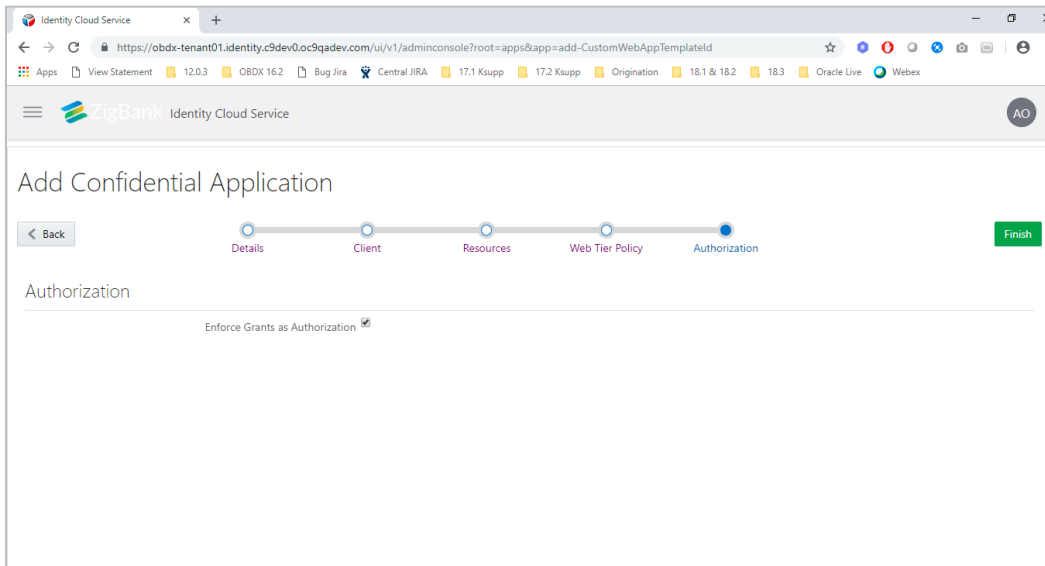 Identity Cloud Service
https://obdx-tenant01.identity.c9dev0.oc9qadev.com/ui/v1/adminconsole?root=apps&app=add-CustomWebAppTemplateId
Apps View Statement 12.0.3 OBDX 16.2 Bug Jira Central JIRA 17.1 Ksupp 17.2 Ksupp Origination 18.1 & 18.2 18.3 Oracle Live Webex
ZigBank Identity Cloud Service AO
Add Confidential Application
Back Finish
Details Client Resources Web Tier Policy Authorization
Authorization
Enforce Grants as Authorization